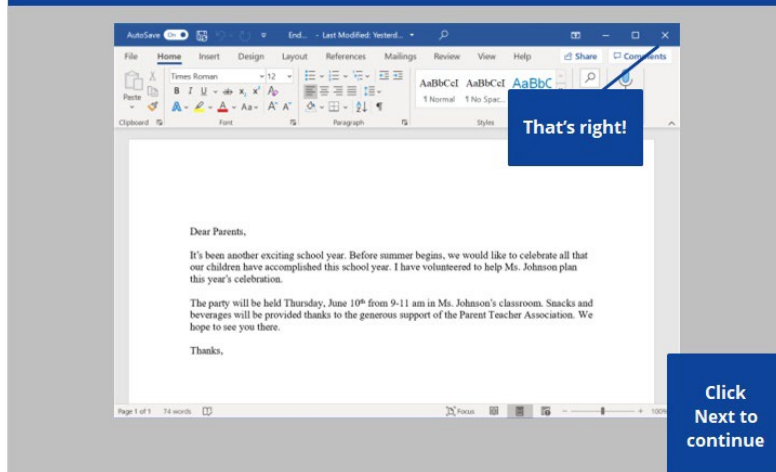 AutoSave On End... - Last Modified: Yesterd...
File Home Insert Design Layout References Mailings Review View Help Share Comments
Times Roman 12
AaBbCcI AaBbCcI AaBbC
Paste
B I U ab x₂ x² A
A A Aa A A
¶ Normal ¶ No Spac...
Clipboard Font Paragraph Styles
That's right!
Dear Parents,
It's been another exciting school year. Before summer begins, we would like to celebrate all that
our children have accomplished this school year. I have volunteered to help Ms. Johnson plan
this year's celebration.
The party will be held Thursday, June 10th from 9-11 am in Ms. Johnson's classroom. Snacks and
beverages will be provided thanks to the generous support of the Parent Teacher Association. We
hope to see you there.
Thanks,
Page 1 of 1 74 words Focus 100%
Click
Next to
continue